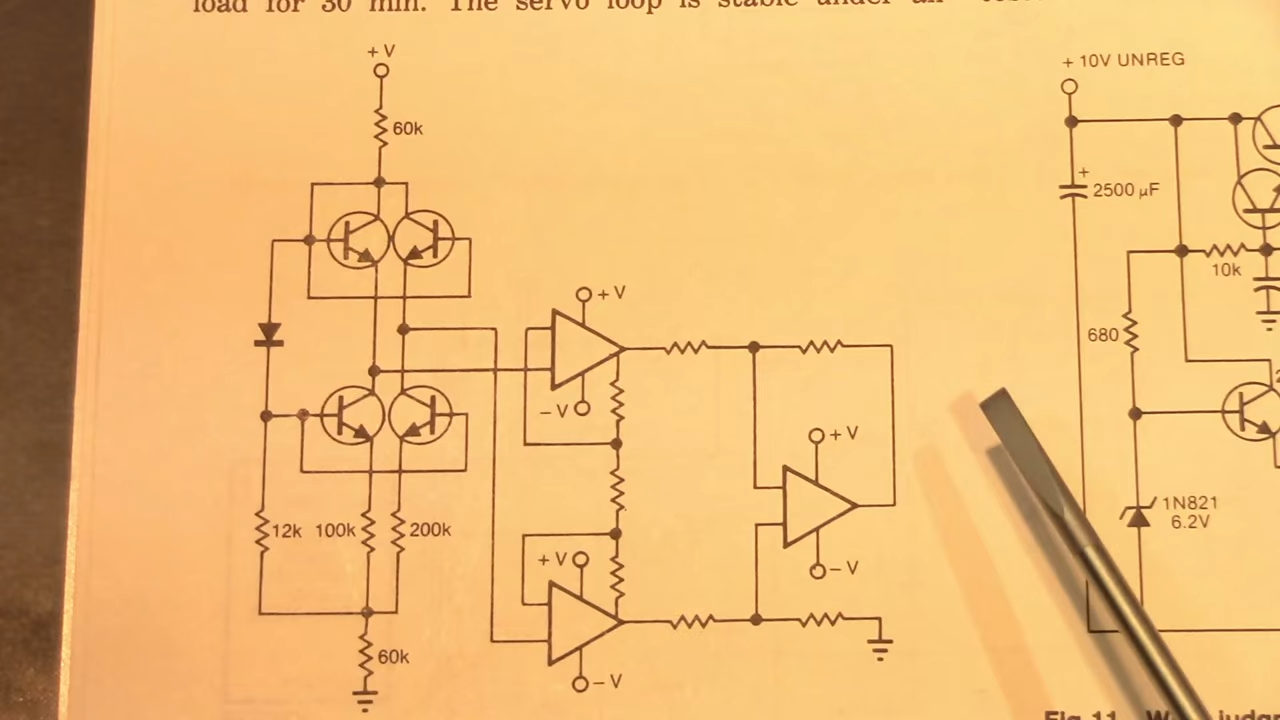 load for 30 min. The servo loop is stable under
+ V
60k
+ 10V UNREG
+
2500 µF
10k
680
+ V
- V
+ V
- V
12k
100k
200k
1N821
6.2V
+ V
- V
60k
Fig 11